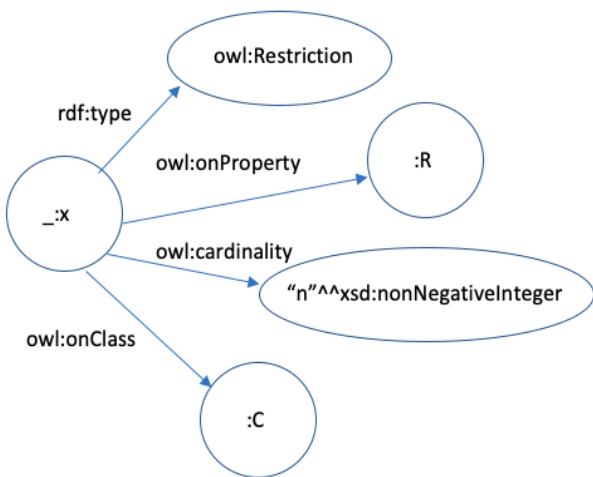 owl:Restriction
rdf:type
owl:onProperty
:R
_:x
owl:cardinality
“n”^^xsd:nonNegativeInteger
owl:onClass
:C